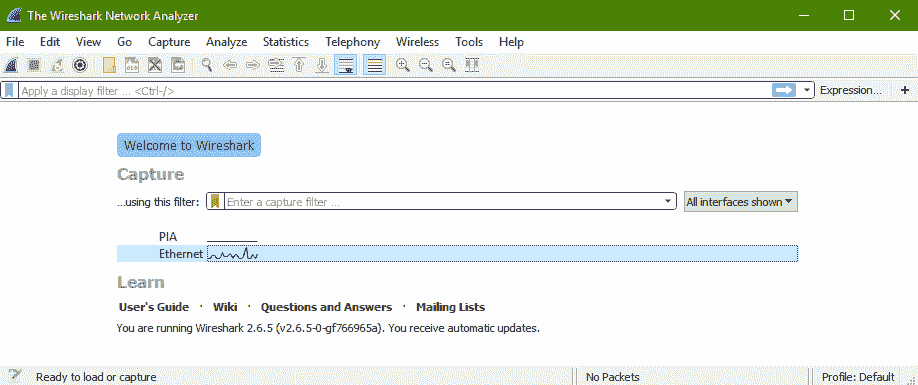 The Wireshark Network Analyzer
File Edit View Go Capture Analyze Statistics Telephony Wireless Tools Help
Apply a display filter ... <Ctrl-/> Expression... +
Welcome to Wireshark
Capture
...using this filter: Enter a capture filter ... All interfaces shown
PIA
Ethernet
Learn
User's Guide · Wiki · Questions and Answers · Mailing Lists
You are running Wireshark 2.6.5 (v2.6.5-0-gf766965a). You receive automatic updates.
Ready to load or capture No Packets Profile: Default